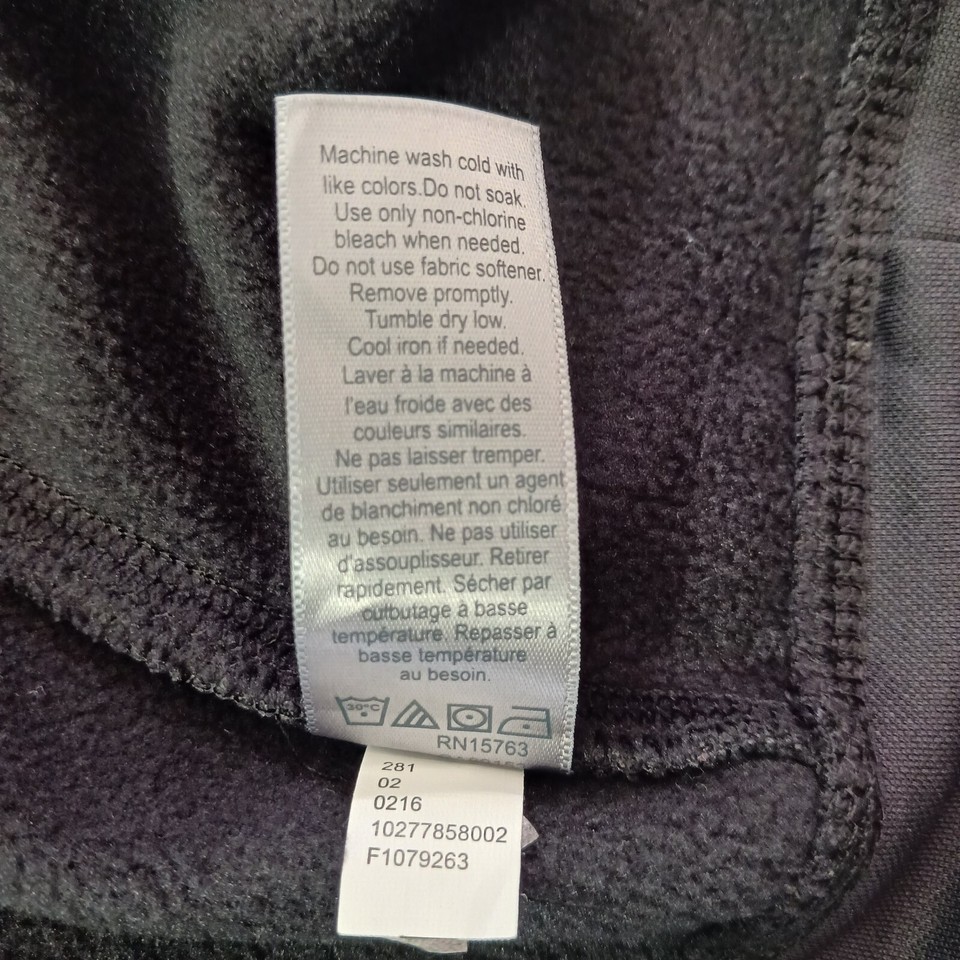 Machine wash cold with
like colors.Do not soak.
Use only non-chlorine
bleach when needed.
Do not use fabric softener.
Remove promptly.
Tumble dry low.
Cool iron if needed.
Laver à la machine à
l'eau froide avec des
couleurs similaires.
Ne pas laisser tremper.
Utiliser seulement un agent
de blanchiment non chloré
au besoin. Ne pas utiliser
d'assouplisseur. Retirer
rapidement. Sécher par
culbutage à basse
température. Repasser à
basse température
au besoin.
30°C
RN15763
281
02
0216
10277858002
F1079263